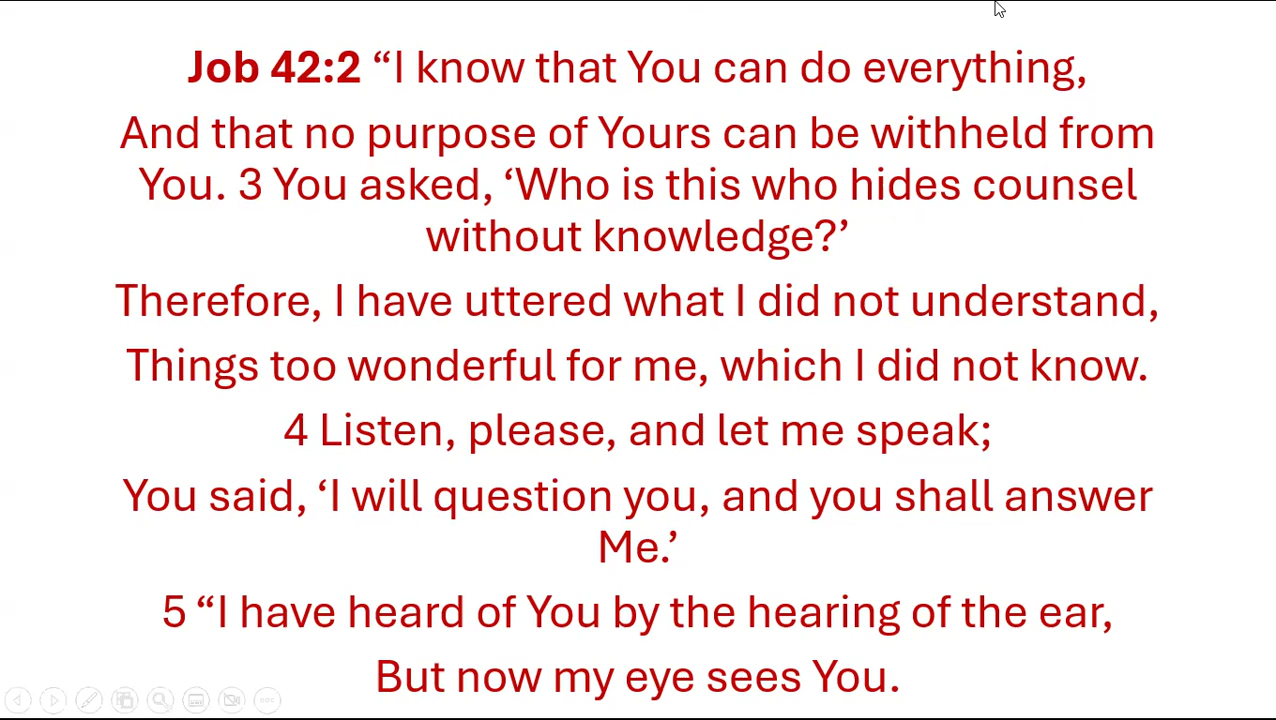 Job 42:2 “I know that You can do everything,
And that no purpose of Yours can be withheld from
You. 3 You asked, ‘Who is this who hides counsel
without knowledge?’
Therefore, I have uttered what I did not understand,
Things too wonderful for me, which I did not know.
4 Listen, please, and let me speak;
You said, ‘I will question you, and you shall answer
Me.’
5 “I have heard of You by the hearing of the ear,
But now my eye sees You.